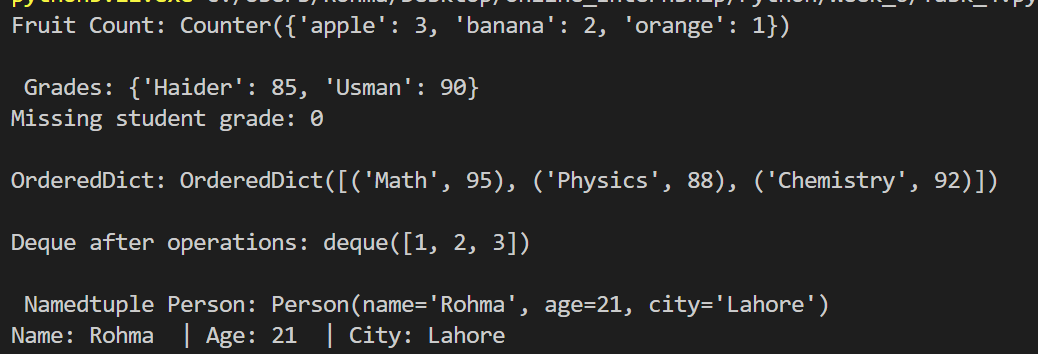 Fruit Count: Counter({'apple': 3, 'banana': 2, 'orange': 1})
Grades: {'Haider': 85, 'Usman': 90}
Missing student grade: 0
OrderedDict: OrderedDict([('Math', 95), ('Physics', 88), ('Chemistry', 92)])
Deque after operations: deque([1, 2, 3])
Namedtuple Person: Person(name='Rohma', age=21, city='Lahore')
Name: Rohma  | Age: 21  | City: Lahore